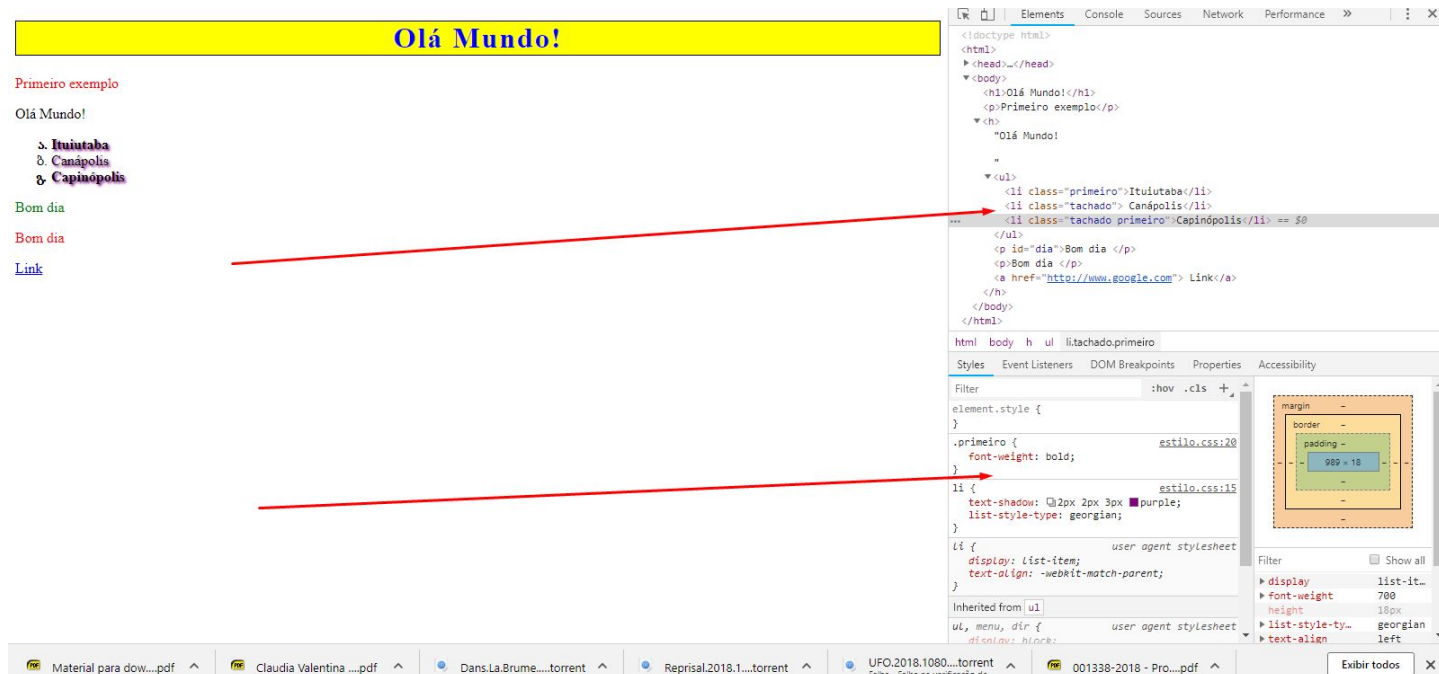 Olá Mundo!
Primeiro exemplo
Olá Mundo!
ა. Ituiutaba
ბ. Canápolis
გ. Capinópolis
Bom dia
Bom dia
Link
Elements Console Sources Network Performance »
<!doctype html>
<html>
<head>…</head>
<body>
<h1>Olá Mundo!</h1>
<p>Primeiro exemplo</p>
<h>
"Olá Mundo!
"
<ul>
<li class="primeiro">Ituiutaba</li>
<li class="tachado"> Canápolis</li>
... <li class="tachado primeiro">Capinópolis</li> == $0
</ul>
<p id="dia">Bom dia </p>
<p>Bom dia </p>
<a href="http://www.google.com"> Link</a>
</h>
</body>
</html>
html body h ul li.tachado.primeiro
Styles Event Listeners DOM Breakpoints Properties Accessibility
Filter :hov .cls +
element.style {
}
.primeiro { estilo.css:20
font-weight: bold;
}
li { estilo.css:15
text-shadow: 2px 2px 3px purple;
list-style-type: georgian;
}
li { user agent stylesheet
display: list-item;
text-align: -webkit-match-parent;
}
Inherited from ul
ul, menu, dir { user agent stylesheet
display: block;
margin -
border -
padding -
- - - 989 × 18 - - -
-
-
-
Filter Show all
display list-it…
font-weight 700
height 18px
list-style-ty… georgian
text-align left
PDF Material para dow....pdf
PDF Claudia Valentina ....pdf
Dans.La.Brume.....torrent
Reprisal.2018.1....torrent
UFO.2018.1080....torrent
Falha - Falha na verificação de
PDF 001338-2018 - Pro....pdf
Exibir todos